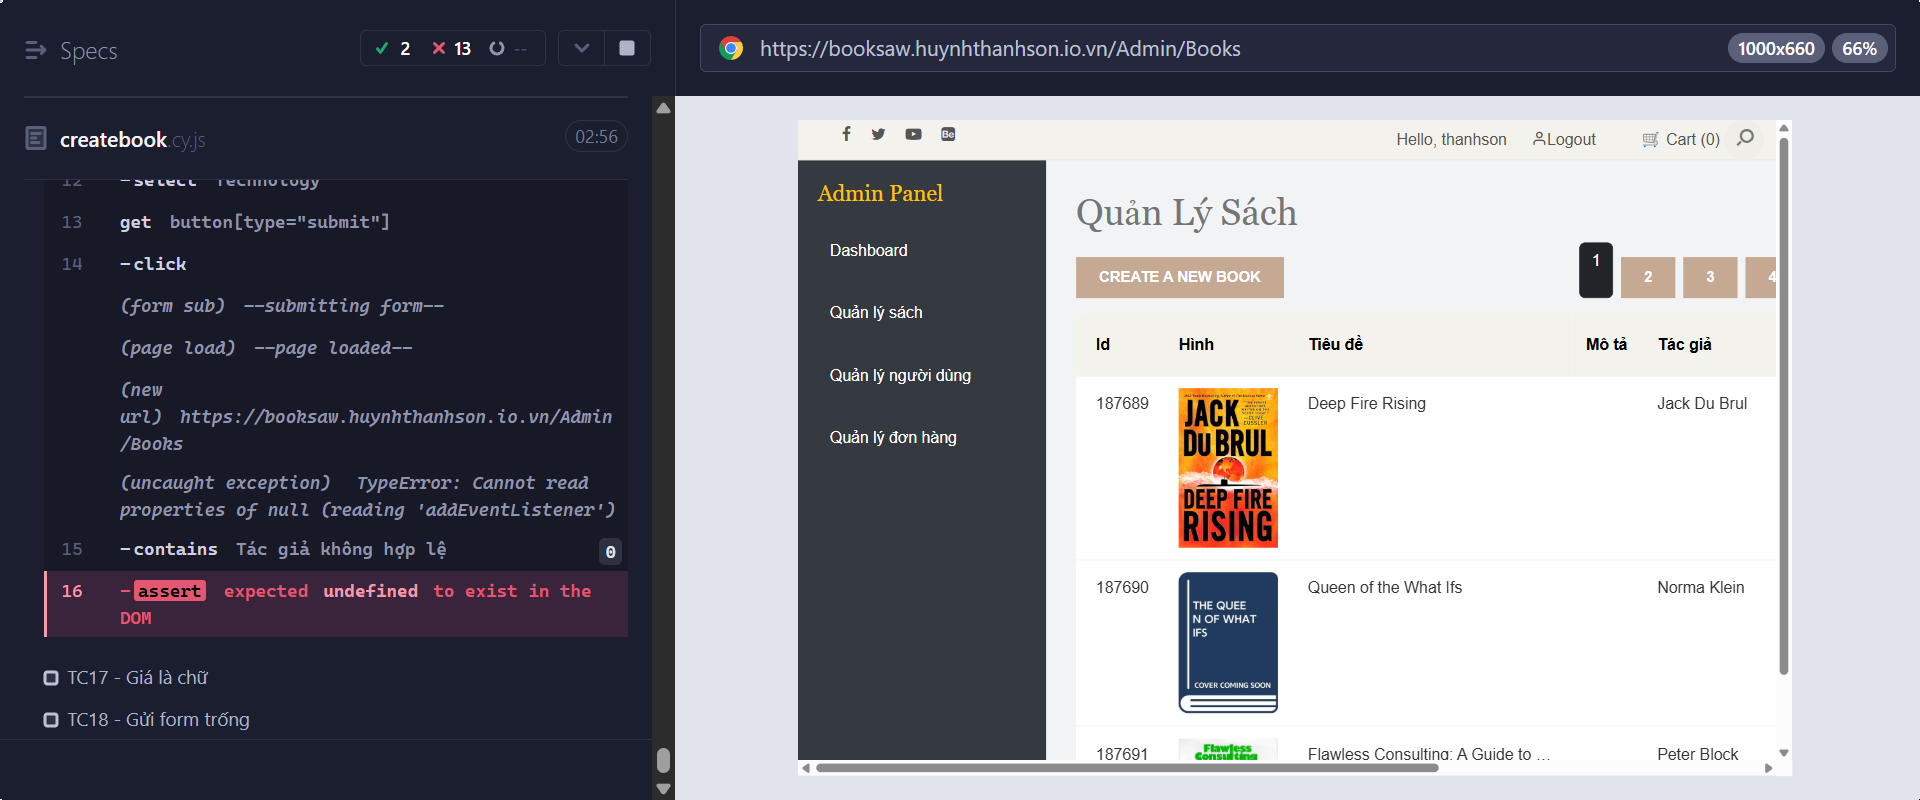 Specs
2
13
--
createbook.cy.js
02:56
12 -select Technology
13 get button[type="submit"]
14 -click
(form sub) --submitting form--
(page load) --page loaded--
(new
url) https://booksaw.huynhthanhson.io.vn/Admin
/Books
(uncaught exception) TypeError: Cannot read
properties of null (reading 'addEventListener')
15 -contains Tác giả không hợp lệ 0
16 -assert expected undefined to exist in the
DOM
TC17 - Giá là chữ
TC18 - Gửi form trống
https://booksaw.huynhthanhson.io.vn/Admin/Books
1000x660
66%
Hello, thanhson
Logout
Cart (0)
Admin Panel
Dashboard
Quản lý sách
Quản lý người dùng
Quản lý đơn hàng
Quản Lý Sách
CREATE A NEW BOOK
1
2
3
4
Id Hình Tiêu đề Mô tả Tác giả
187689 Deep Fire Rising Jack Du Brul
JACK
DU BRUL
DEEP FIRE
RISING
187690 Queen of the What Ifs Norma Klein
THE QUEE
N OF WHAT
IFS
COVER COMING SOON
187691 Flawless Consulting: A Guide to ... Peter Block
Flawless
Consulting